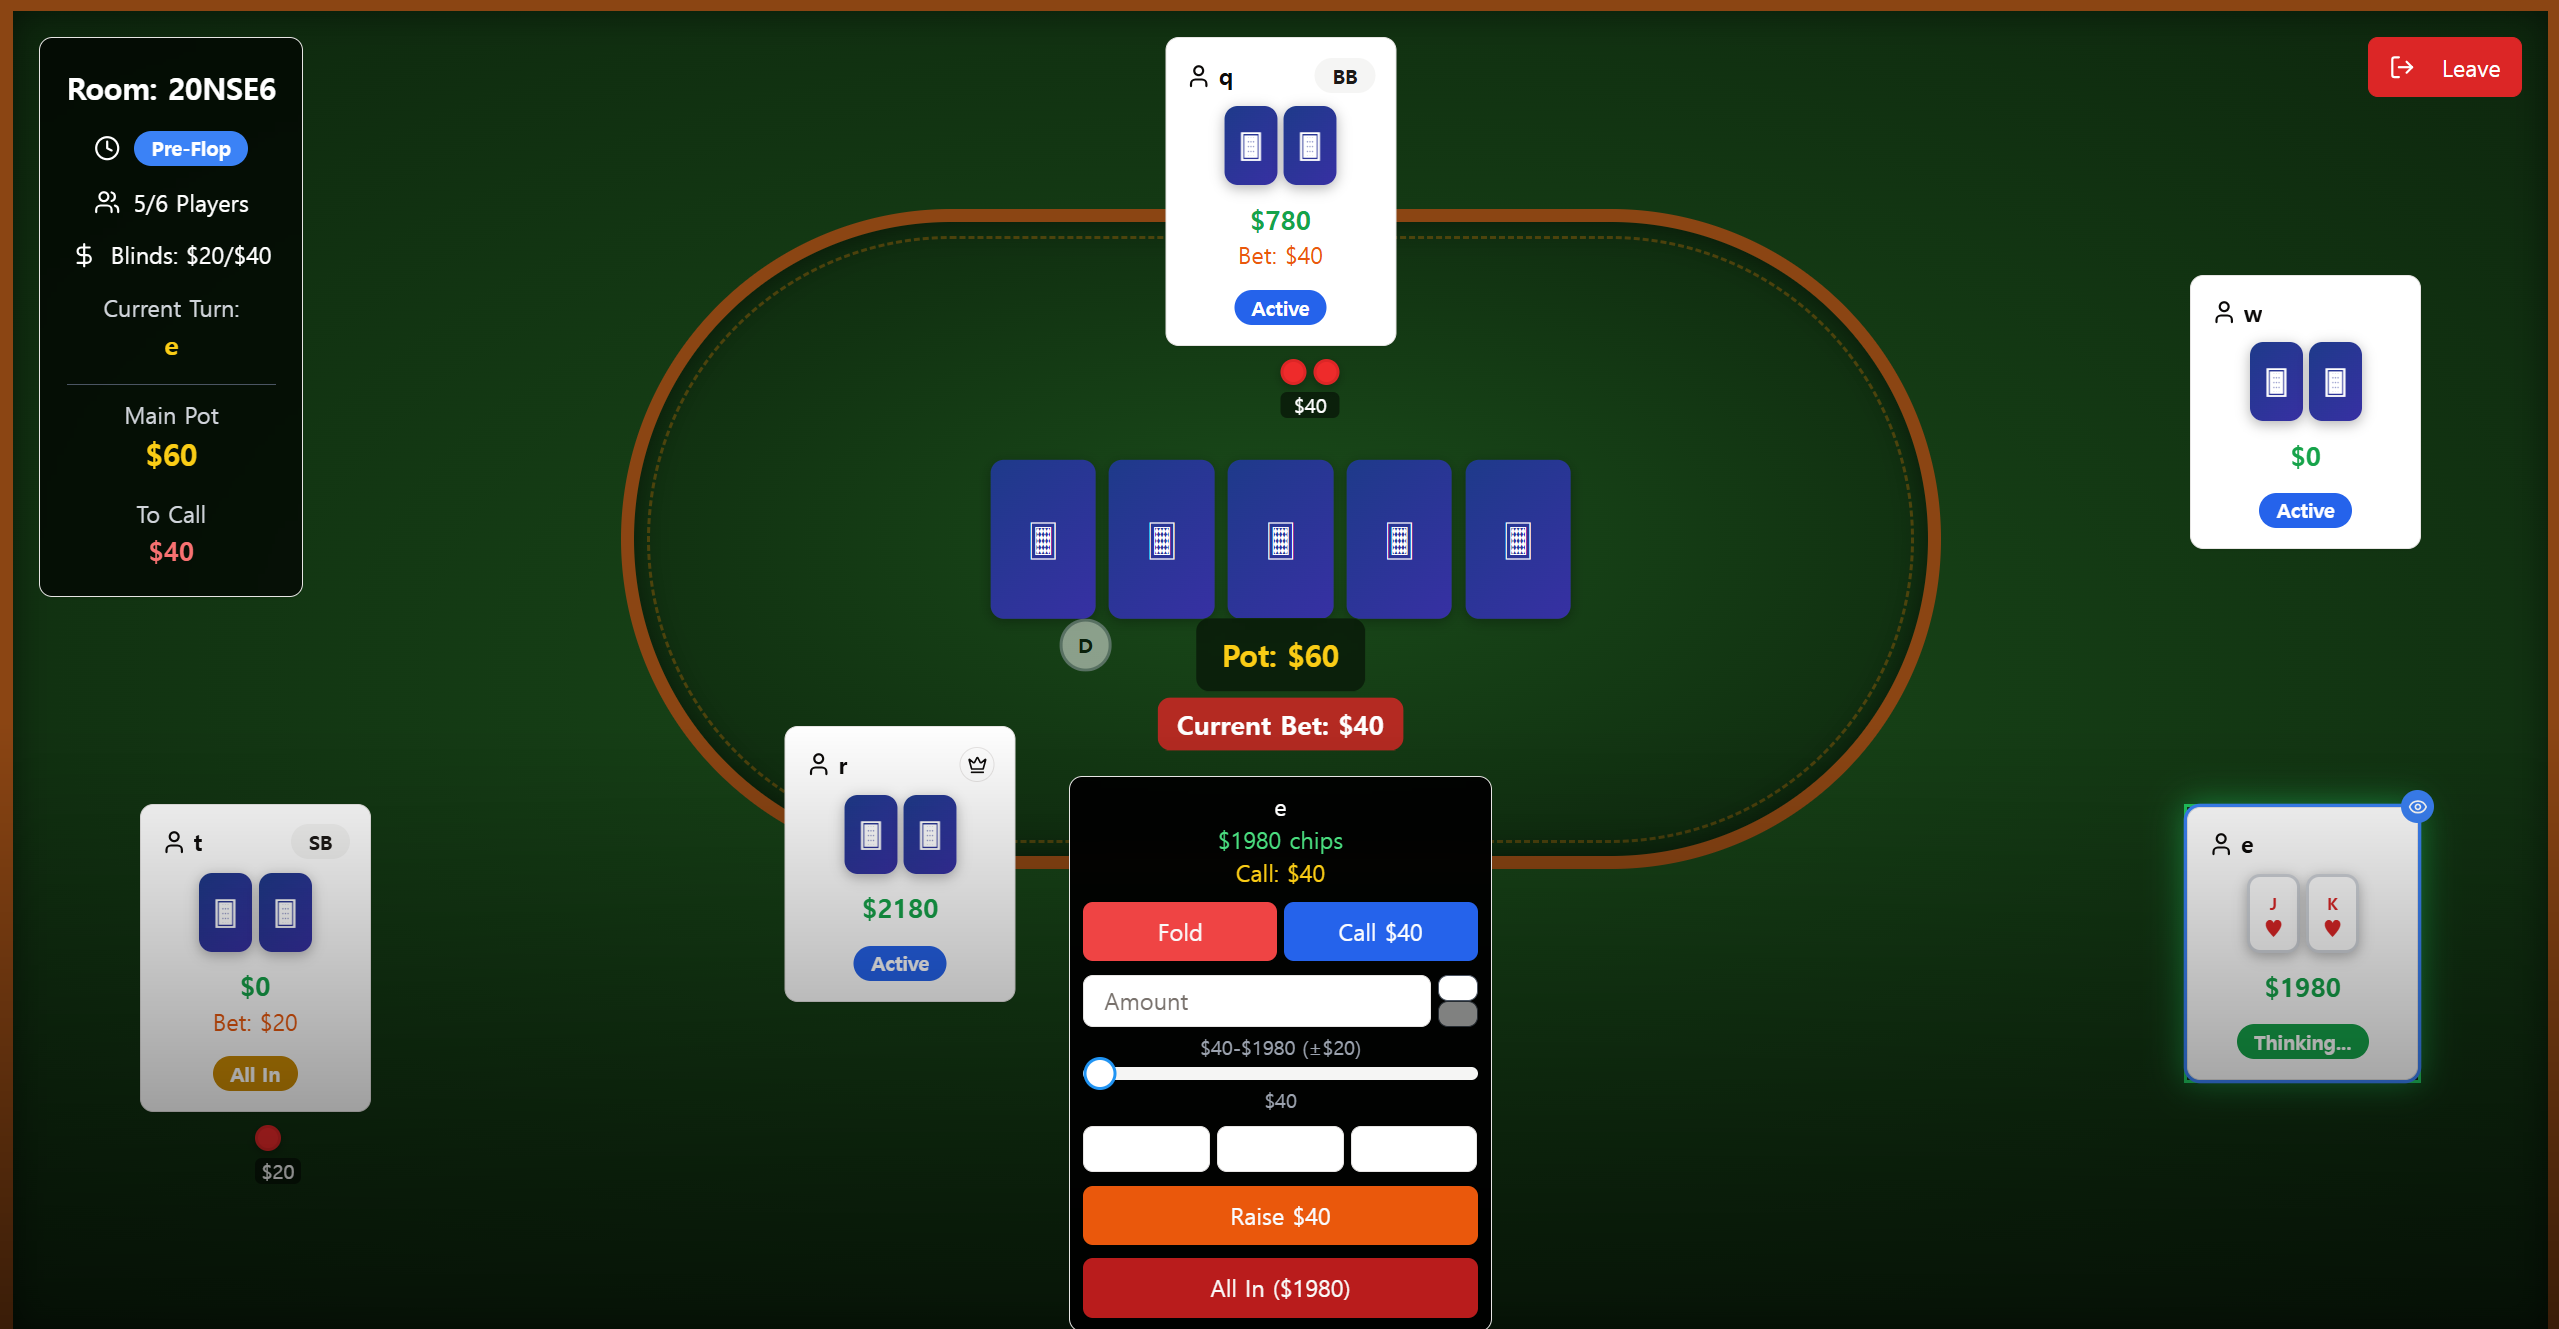 Room: 20NSE6
Pre-Flop
5/6 Players
Blinds: $20/$40
Current Turn:
e
Main Pot
$60
To Call
$40
q BB
$780
Bet: $40
Active
$40
Leave
w
$0
Active
D
Pot: $60
Current Bet: $40
r
$2180
Active
t SB
$0
Bet: $20
All In
$20
e
$1980 chips
Call: $40
Fold Call $40
Amount
$40-$1980 (±$20)
$40
Raise $40
All In ($1980)
e
J K
$1980
Thinking...